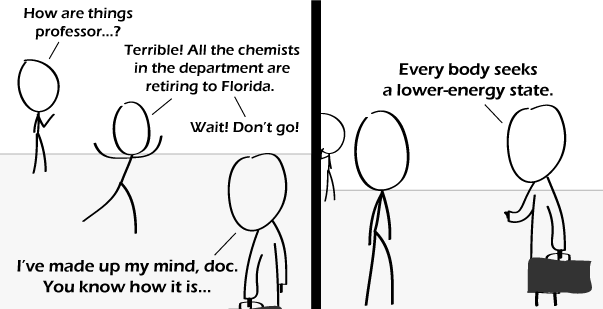 How are things
professor...?
Terrible! All the chemists
in the department are
retiring to Florida.
Wait! Don't go!
I've made up my mind, doc.
You know how it is...
Every body seeks
a lower-energy state.